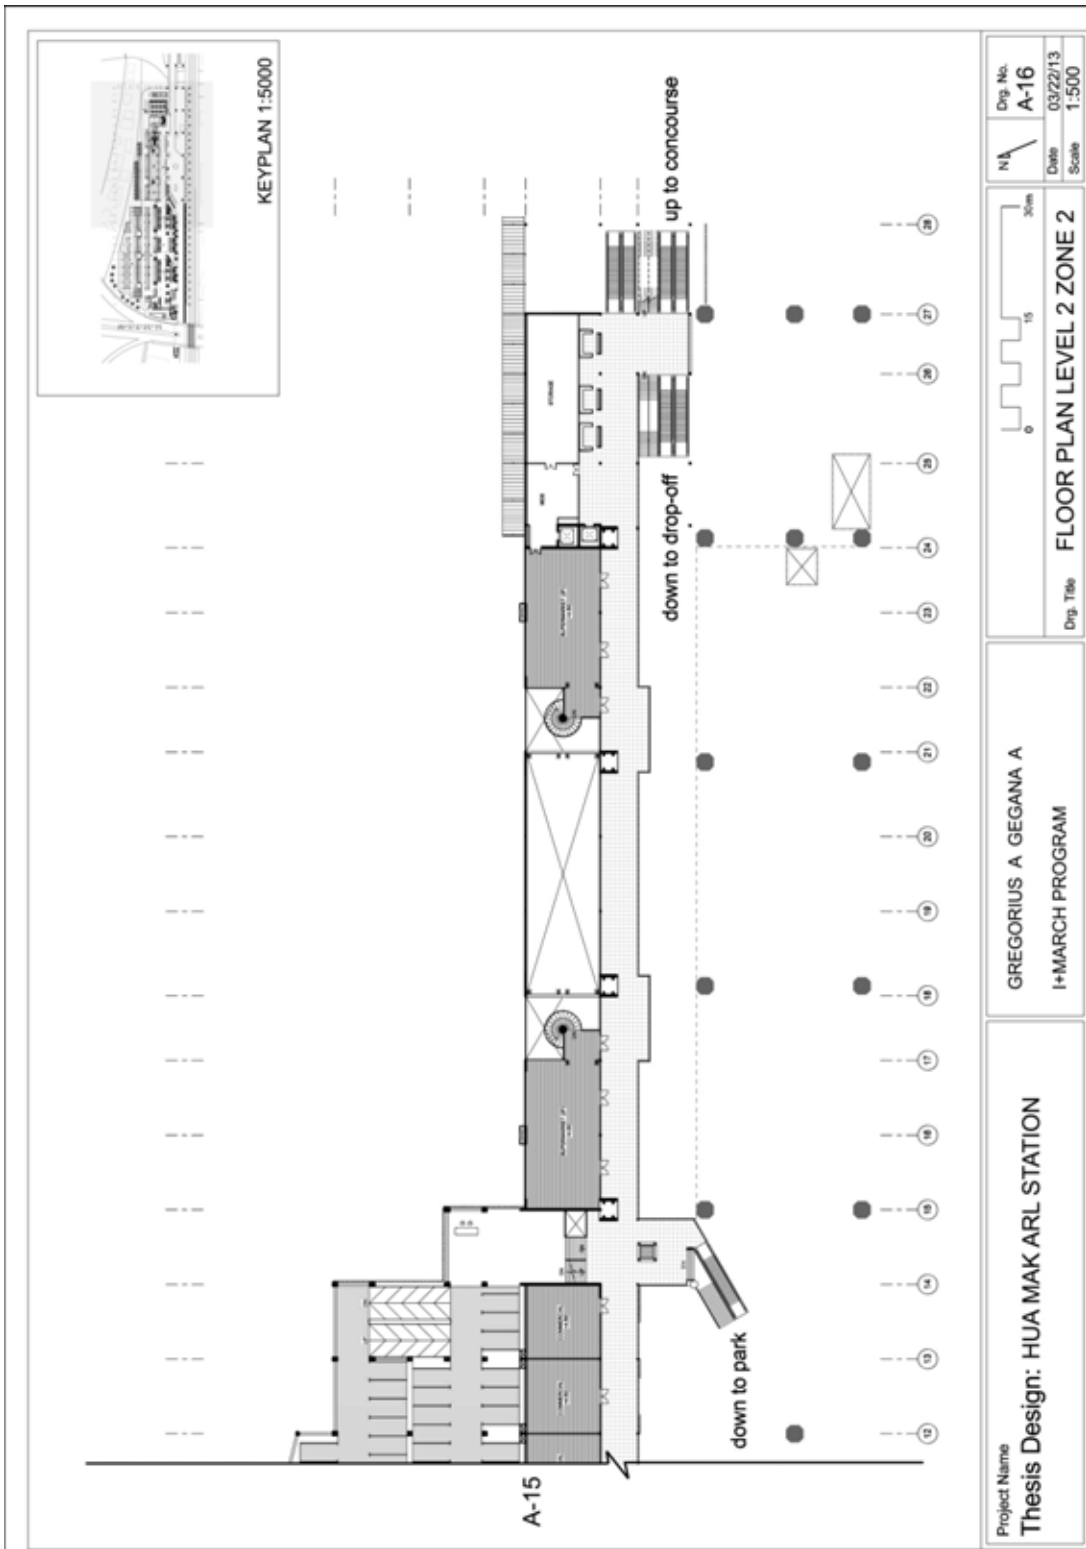 KEYPLAN 1:5000
up to concourse
down to drop-off
down to park
A-15
STORAGE
MDB
12
13
14
15
16
17
18
19
20
21
22
23
24
25
26
27
28
Project Name
Thesis Design: HUA MAK ARL STATION
GREGORIUS A GEGANA A
I+MARCH PROGRAM
0
15
30m
Drg. Title
FLOOR PLAN LEVEL 2 ZONE 2
N
Drg. No.
A-16
Date
03/22/13
Scale
1:500